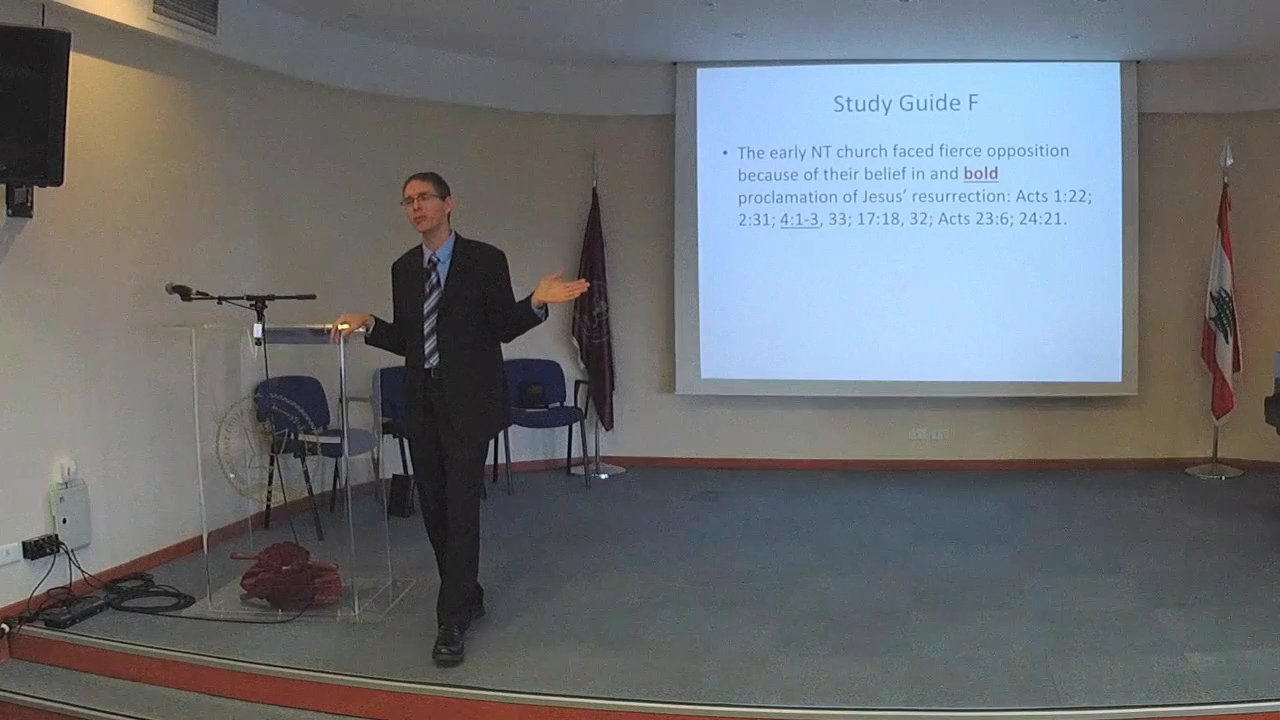 Study Guide F
• The early NT church faced fierce opposition
because of their belief in and bold
proclamation of Jesus’ resurrection: Acts 1:22;
2:31; 4:1-3, 33; 17:18, 32; Acts 23:6; 24:21.